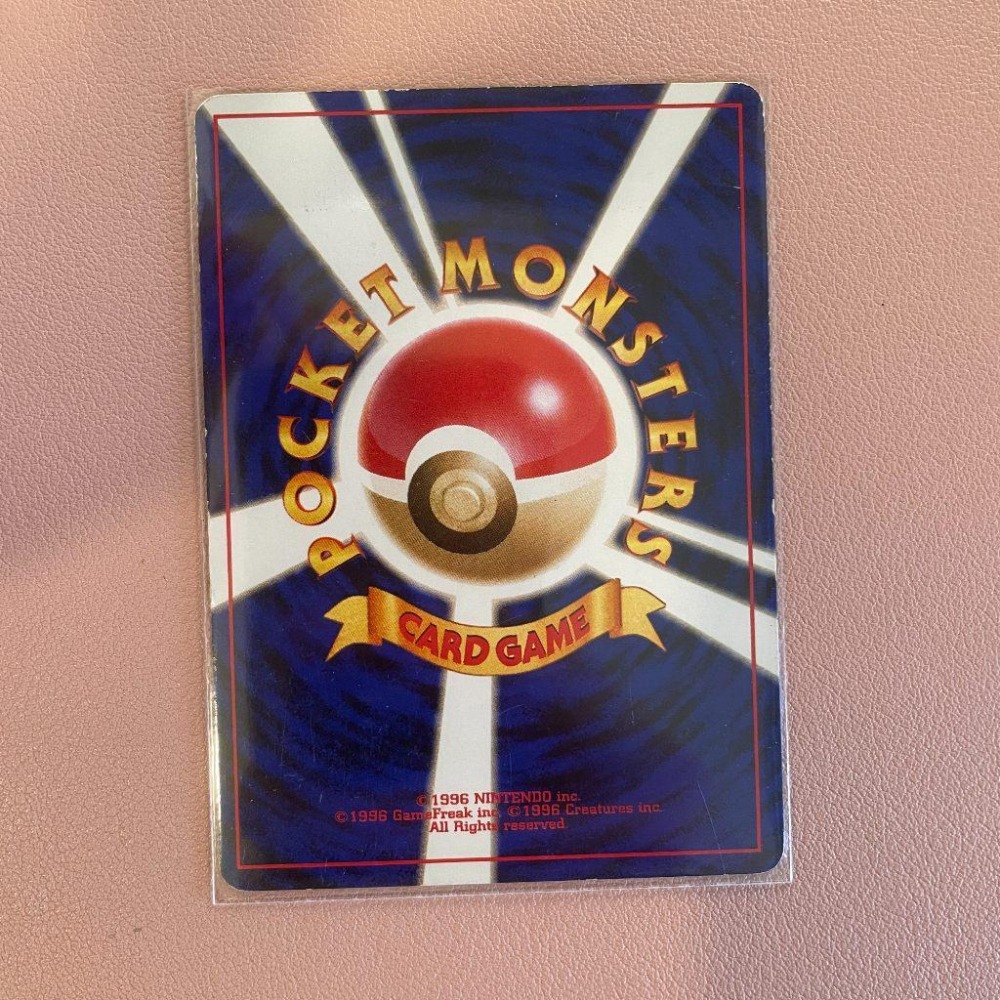 POCKET MONSTERS
CARD GAME
©1996 NINTENDO inc.
©1996 GameFreak inc. ©1996 Creatures inc.
All Rights reserved.